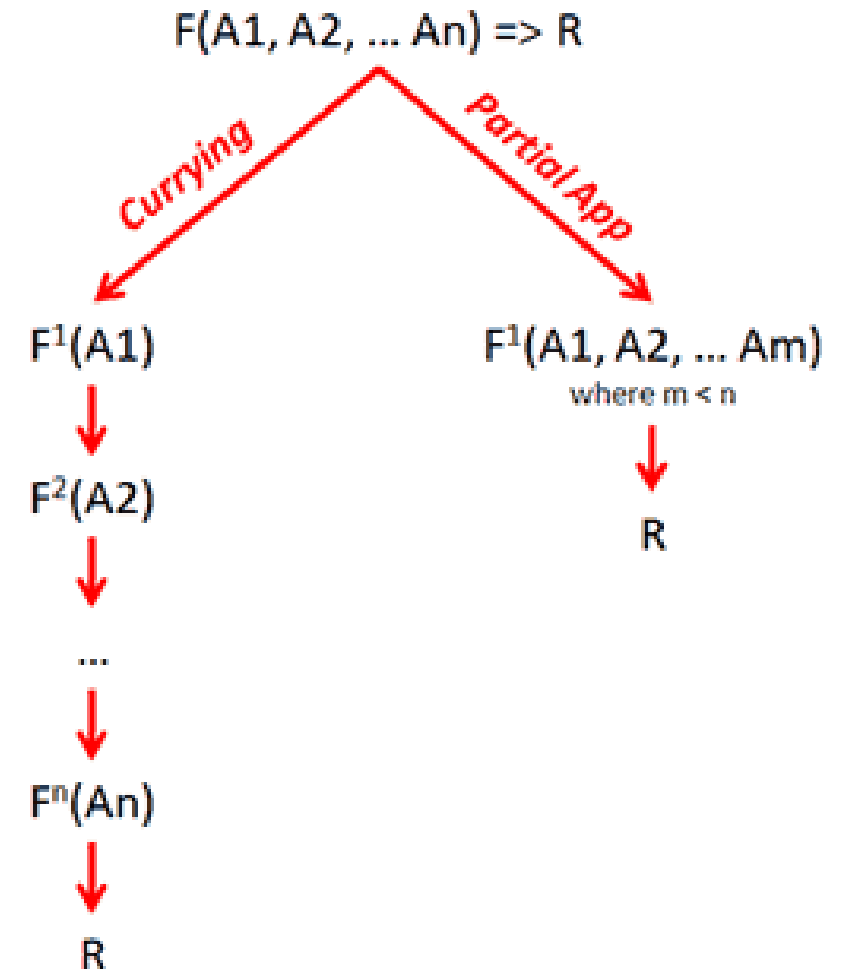 F(A1, A2, ... An) => R
Currying
Partial App
F¹(A1)
F¹(A1, A2, ... Am)
where m < n
F²(A2)
R
...
Fⁿ(An)
R